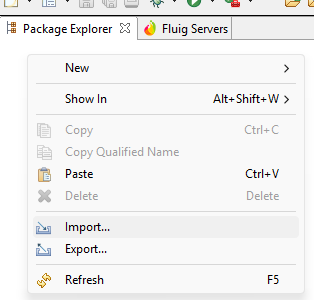 Package Explorer Fluig Servers
New
Show In Alt+Shift+W
Copy Ctrl+C
Copy Qualified Name
Paste Ctrl+V
Delete Delete
Import...
Export...
Refresh F5